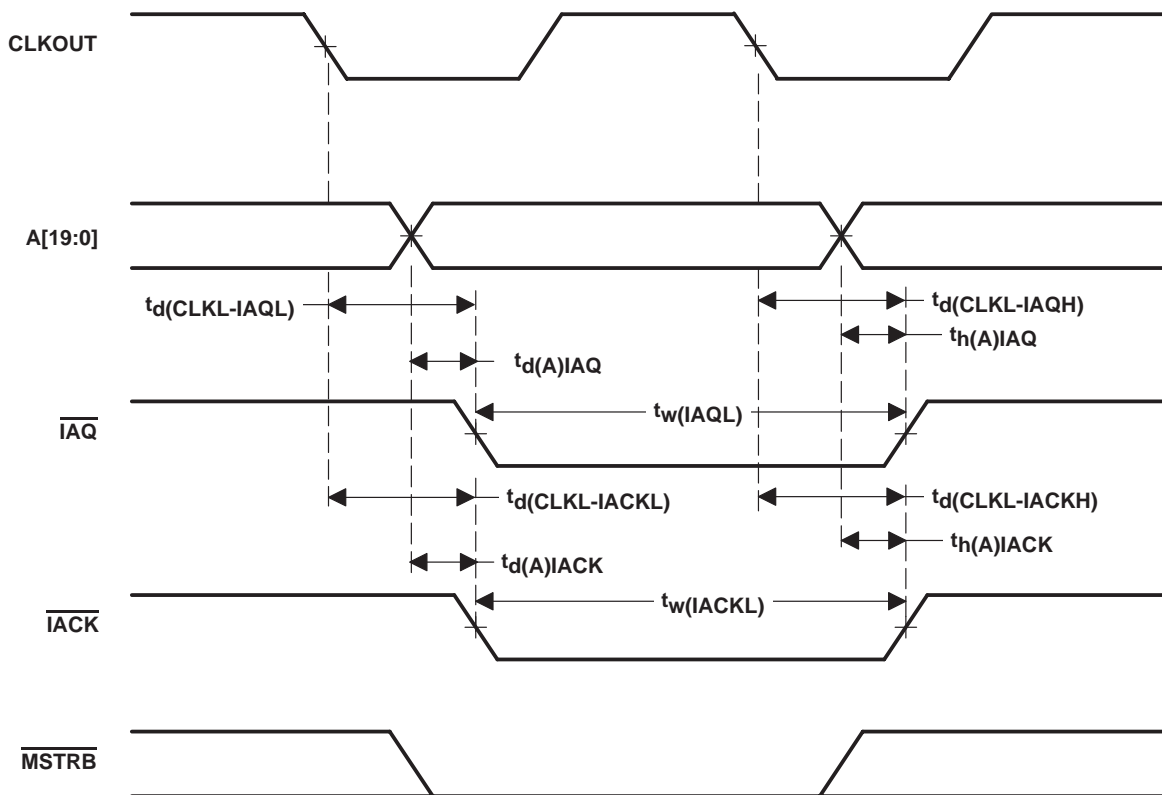 CLKOUT
A[19:0]
td(CLKL-IAQL)
td(CLKL-IAQH)
th(A)IAQ
td(A)IAQ
tw(IAQL)
IAQ
td(CLKL-IACKL)
td(CLKL-IACKH)
th(A)IACK
td(A)IACK
tw(IACKL)
IACK
MSTRB